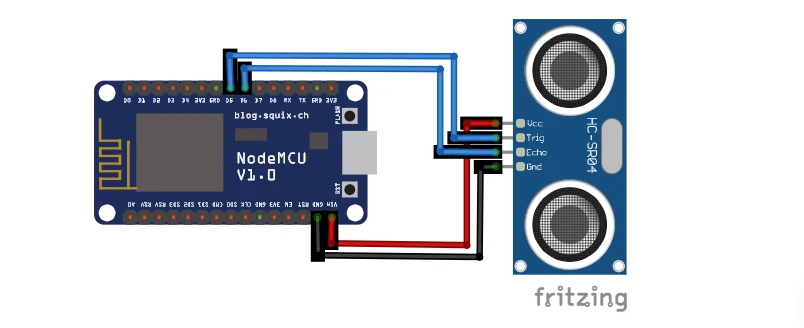 D0 D1 D2 D3 D4 3V3 GND D5 D6 D7 D8 RX TX GND 3V3
blog.squix.ch
FLASH
NodeMCU
V1.0
RST
A0 RSV RSV SD3 SD2 SD1 CMD SD0 CLK GND 3V3 EN RST GND Vin
Vcc
Trig
Echo
Gnd
HC-SR04
fritzing